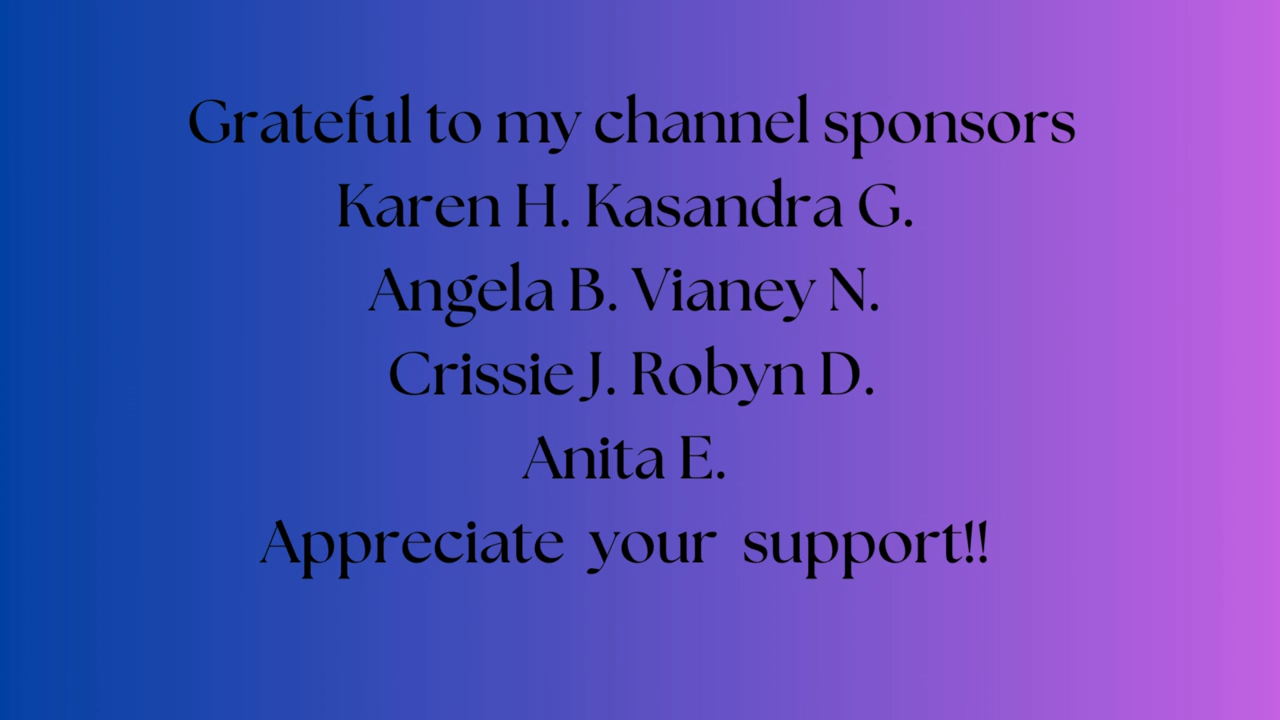 Grateful to my channel sponsors
Karen H. Kasandra G.
Angela B. Vianey N.
Crissie J. Robyn D.
Anita E.
Appreciate your support!!